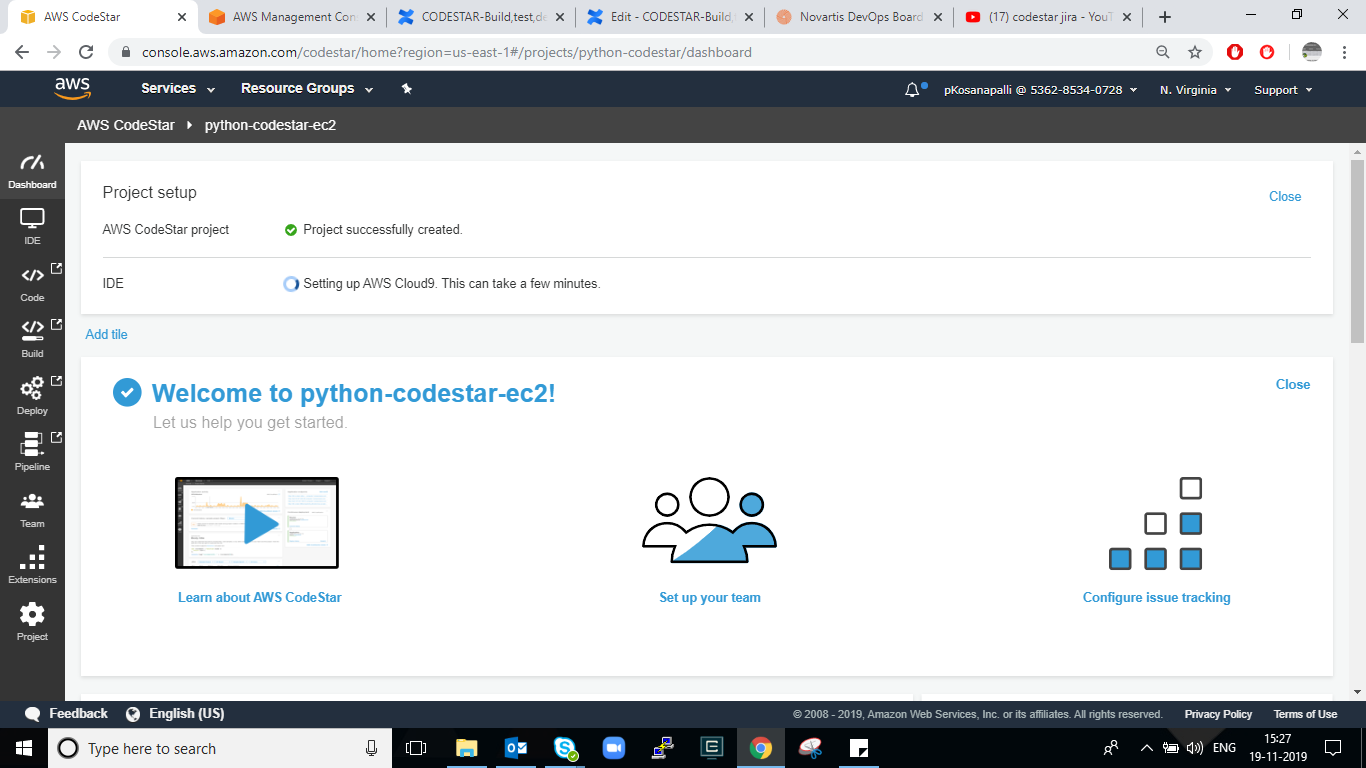 AWS CodeStar
AWS Management Con
CODESTAR-Build,test,de
Edit - CODESTAR-Build,
Novartis DevOps Board
(17) codestar jira - YouT
console.aws.amazon.com/codestar/home?region=us-east-1#/projects/python-codestar/dashboard
aws
Services
Resource Groups
pKosanapalli @ 5362-8534-0728
N. Virginia
Support
AWS CodeStar
python-codestar-ec2
Dashboard
IDE
Code
Build
Deploy
Pipeline
Team
Extensions
Project
Project setup
Close
AWS CodeStar project
Project successfully created.
IDE
Setting up AWS Cloud9. This can take a few minutes.
Add tile
Welcome to python-codestar-ec2!
Close
Let us help you get started.
Learn about AWS CodeStar
Set up your team
Configure issue tracking
Feedback
English (US)
© 2008 - 2019, Amazon Web Services, Inc. or its affiliates. All rights reserved.
Privacy Policy
Terms of Use
Type here to search
ENG
15:27
19-11-2019